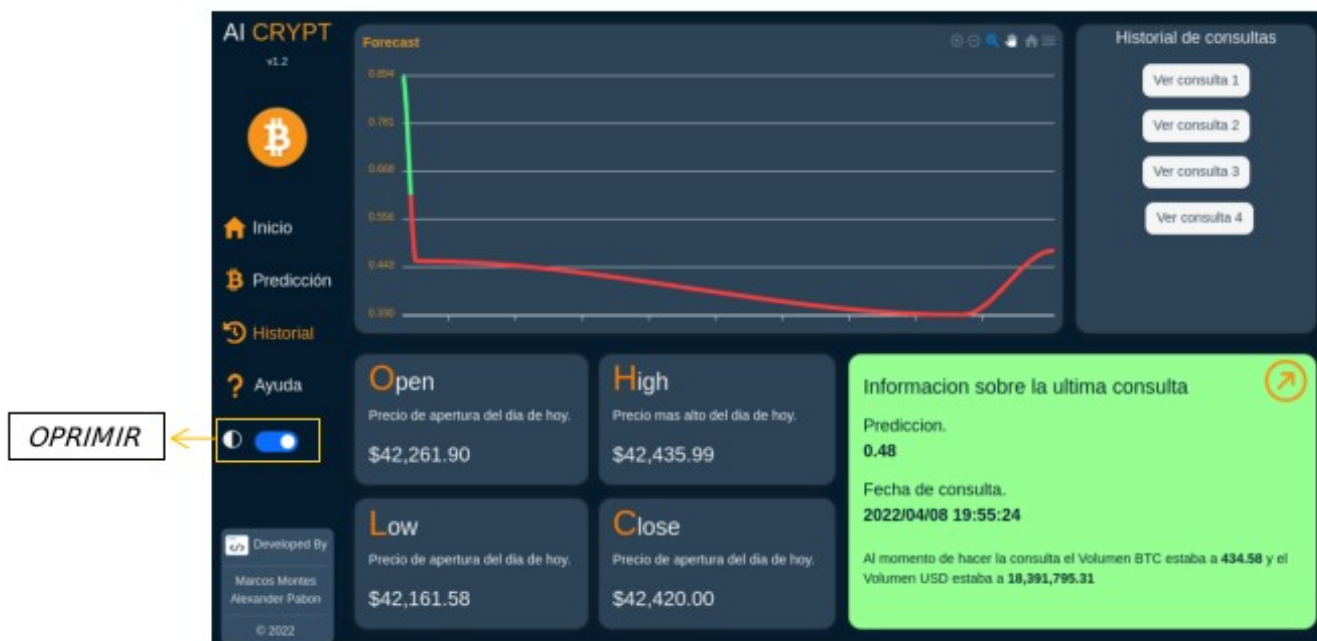 AI CRYPT
v1.2
Inicio
Predicción
Historial
Ayuda
OPRIMIR
Developed By
Marcos Montes
Alexander Pabon
© 2022
Forecast
0.894
0.781
0.668
0.556
0.443
0.330
Historial de consultas
Ver consulta 1
Ver consulta 2
Ver consulta 3
Ver consulta 4
Open
Precio de apertura del dia de hoy.
$42,261.90
High
Precio mas alto del dia de hoy.
$42,435.99
Low
Precio de apertura del dia de hoy.
$42,161.58
Close
Precio de apertura del dia de hoy.
$42,420.00
Informacion sobre la ultima consulta
Prediccion.
0.48
Fecha de consulta.
2022/04/08 19:55:24
Al momento de hacer la consulta el Volumen BTC estaba a 434.58 y el
Volumen USD estaba a 18,391,795.31